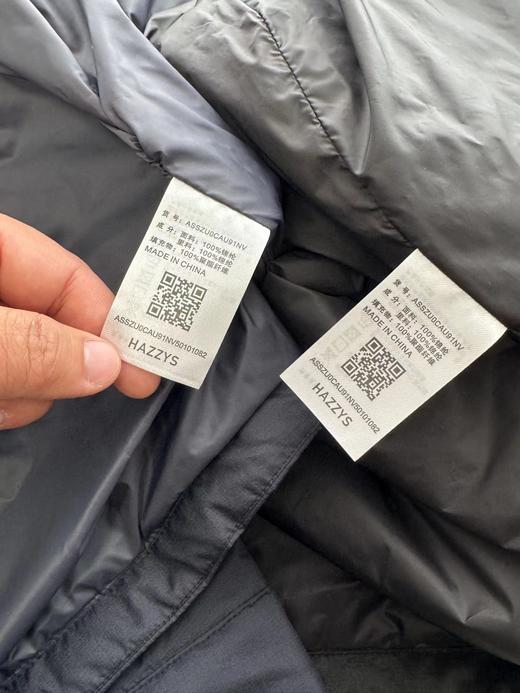 货 号: ASSZU0CAU91NV
成 分: 面料: 100%锦纶
里料: 100%锦纶
填充物: 100%聚酯纤维
MADE IN CHINA
ASSZU0CAU91NV50101082
HAZZYS
货 号: ASSZU0CAU91NV
成 分: 面料: 100%锦纶
里料: 100%锦纶
填充物: 100%聚酯纤维
MADE IN CHINA
ASSZU0CAU91NV50101082
HAZZYS